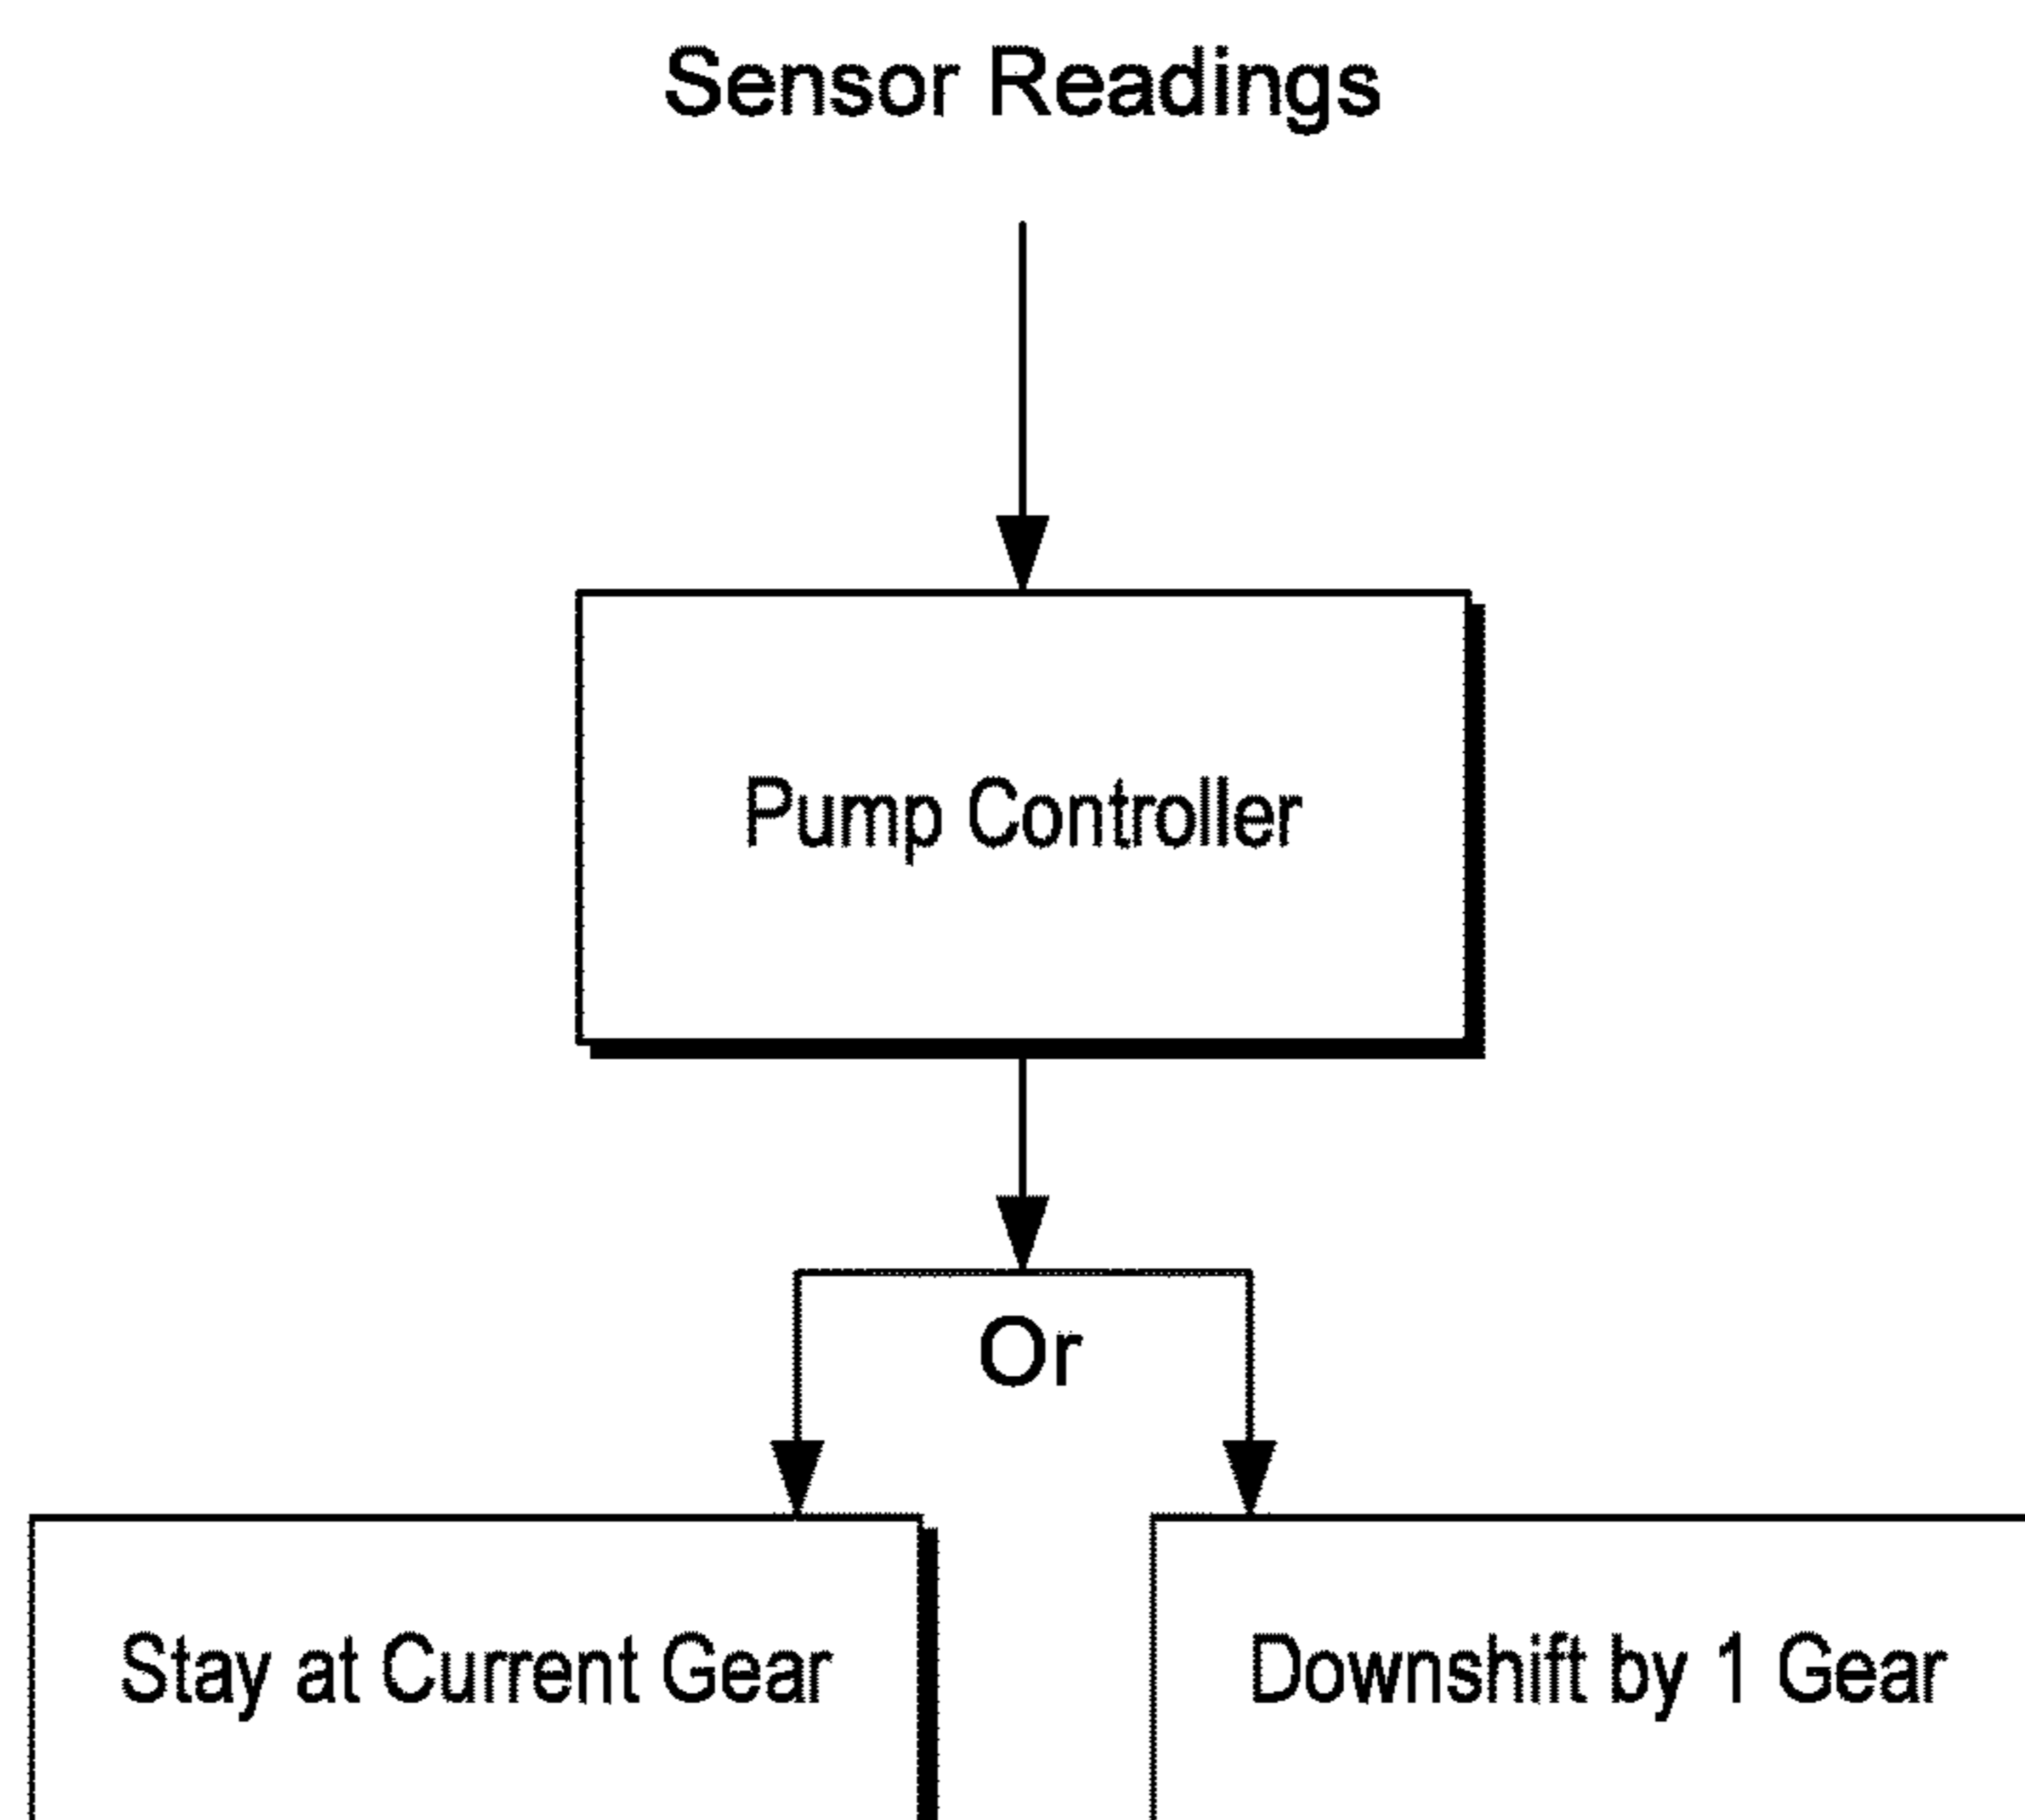 Sensor Readings
Pump Controller
Or
Stay at Current Gear
Downshift by 1 Gear